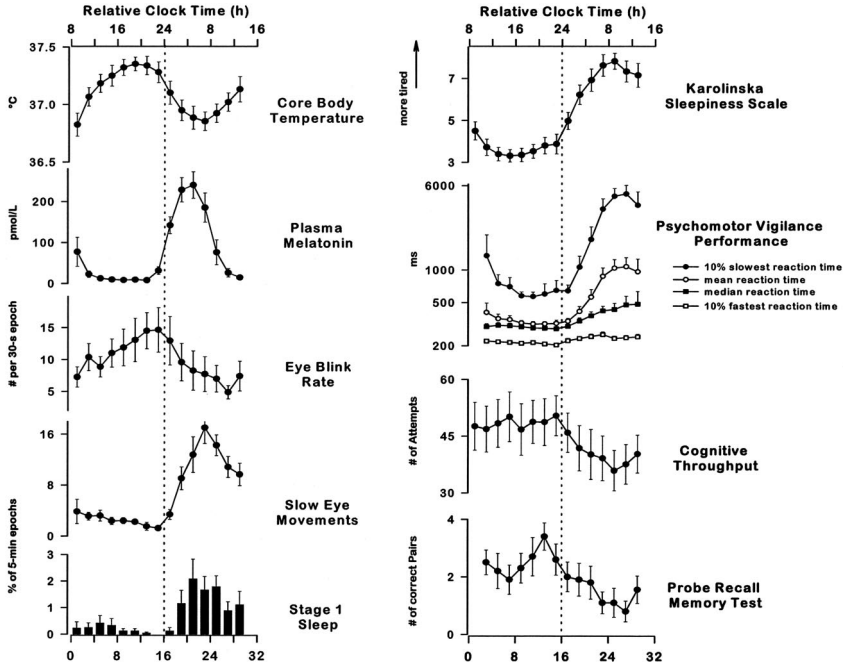 Relative Clock Time (h)
8 16 24 8 16
37.5
37.0
36.5
°C
Core Body
Temperature
200
100
0
pmol/L
Plasma
Melatonin
15
10
5
# per 30-s epoch
Eye Blink
Rate
16
8
0
Slow Eye
Movements
% of 5-min epochs
3
2
1
0
Stage 1
Sleep
0 8 16 24 32
Relative Clock Time (h)
8 16 24 8 16
more tired
7
5
3
Karolinska
Sleepiness Scale
6000
1000
500
200
ms
Psychomotor Vigilance
Performance
10% slowest reaction time
mean reaction time
median reaction time
10% fastest reaction time
60
45
30
# of Attempts
Cognitive
Throughput
4
2
0
# of correct Pairs
Probe Recall
Memory Test
0 8 16 24 32